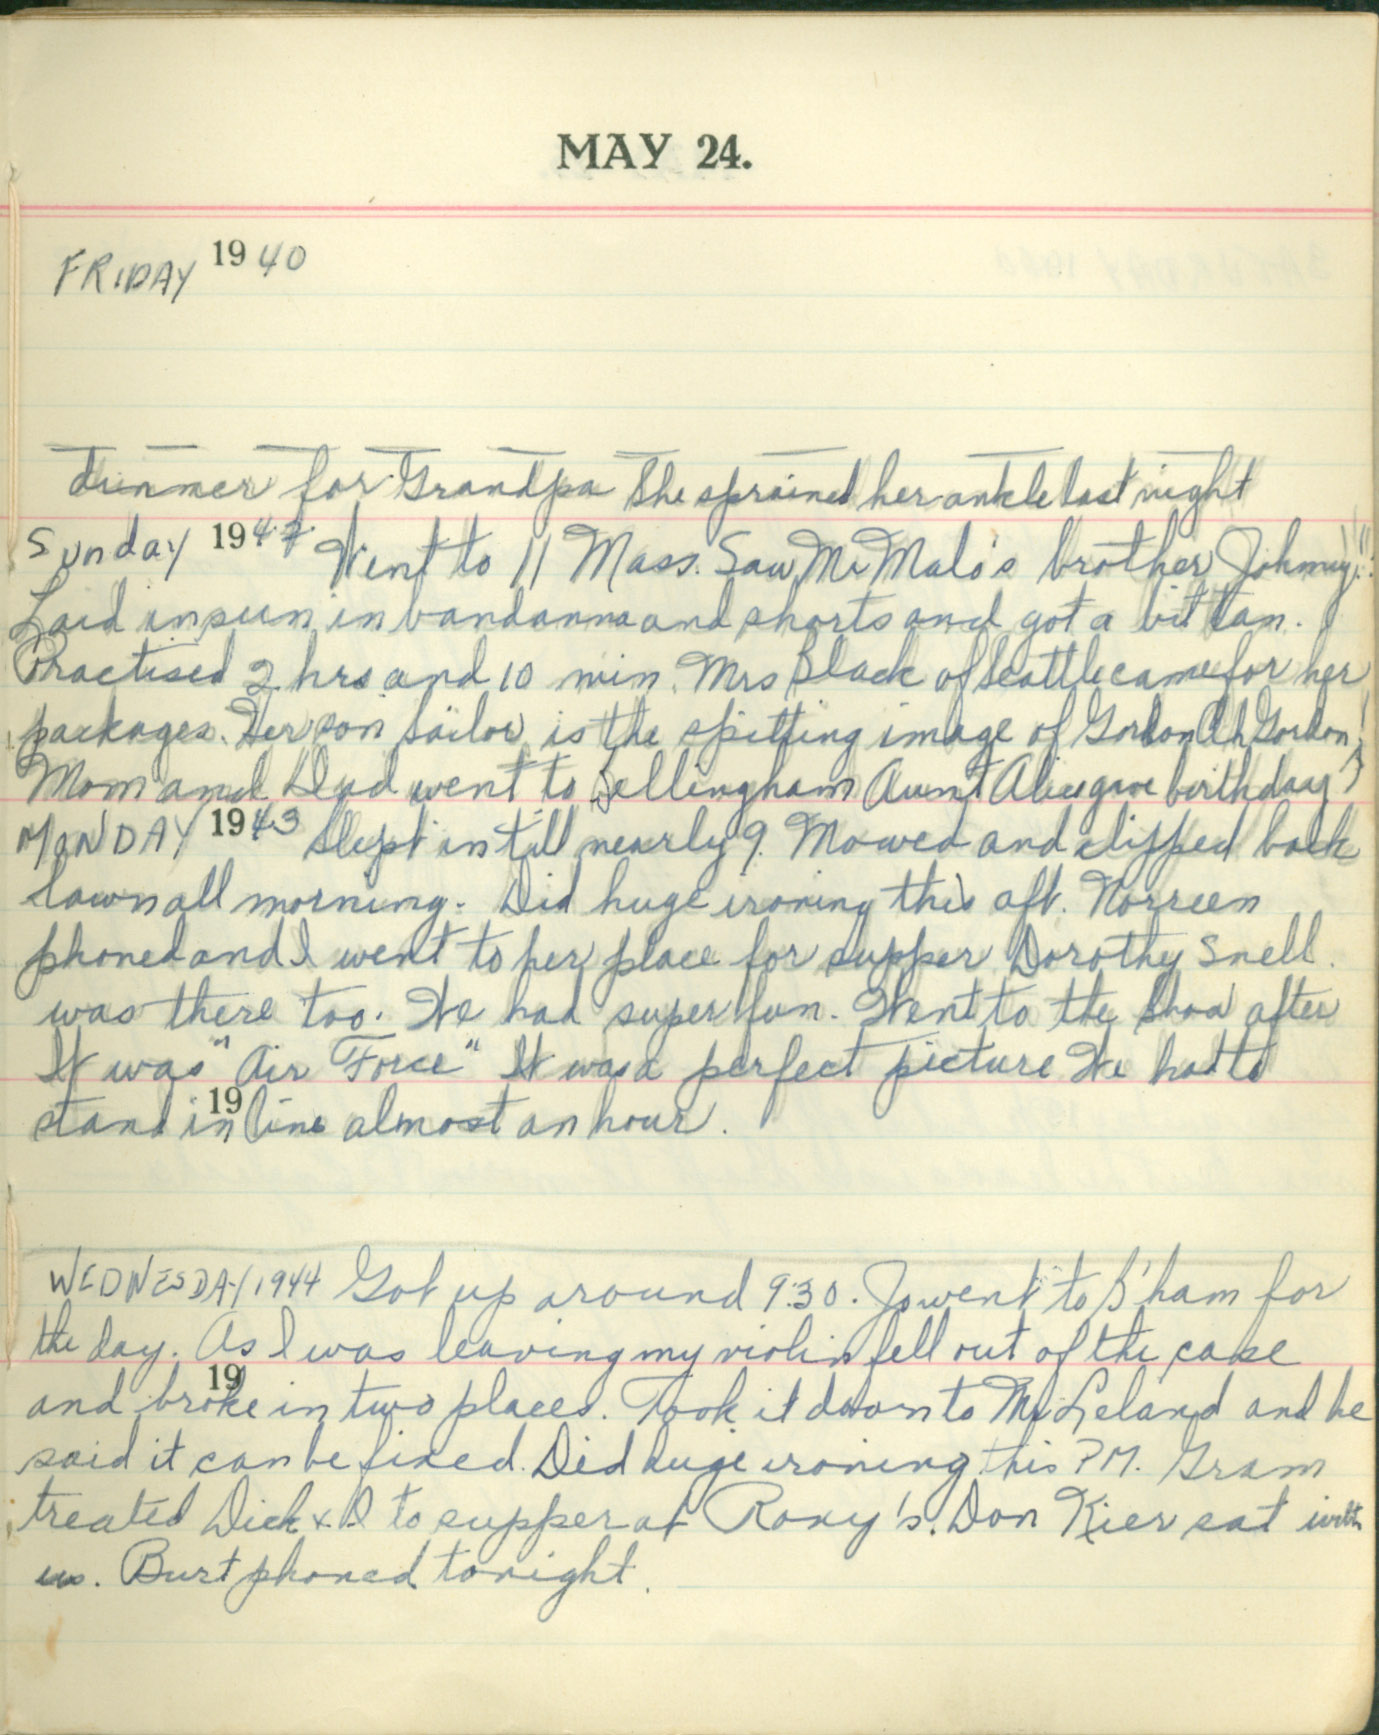 MAY 24.
FRIDAY 1940
dinner for Grandpa She sprained her ankle last night
Sunday 1942 Went to 11 Mass. Saw Mr Malo's brother Johnny!!!
Laid in sun in bandanna and shorts and got a bit tan.
Practised 2 hrs and 10 min. Mrs Black of Seattle came for her
packages. Her son sailor, is the spitting image of Gordon Ah Gordon!
Mom and Dad went to Bellingham Aunt Alice gave birthday
MONDAY 1943 Slept in till nearly 9. Mowed and clipped back
lawn all morning. Did huge ironing this aft. Norreen
phoned and I went to her place for supper Dorothy Snell
was there too. We had super fun. Went to the show after
It was "Air Force" It was a perfect picture We had to
19
stand in line almost an hour.
WEDNESDAY 1944 Got up around 9:30. Jo went to B'ham for
the day. As I was leaving my violin fell out of the case
19
and broke in two places. Took it down to Mr Leland and he
said it can be fixed. Did huge ironing this P.M. Gram
treated Dick & I to supper at Roxy's. Don Kier sat with
us. Burt phoned tonight.